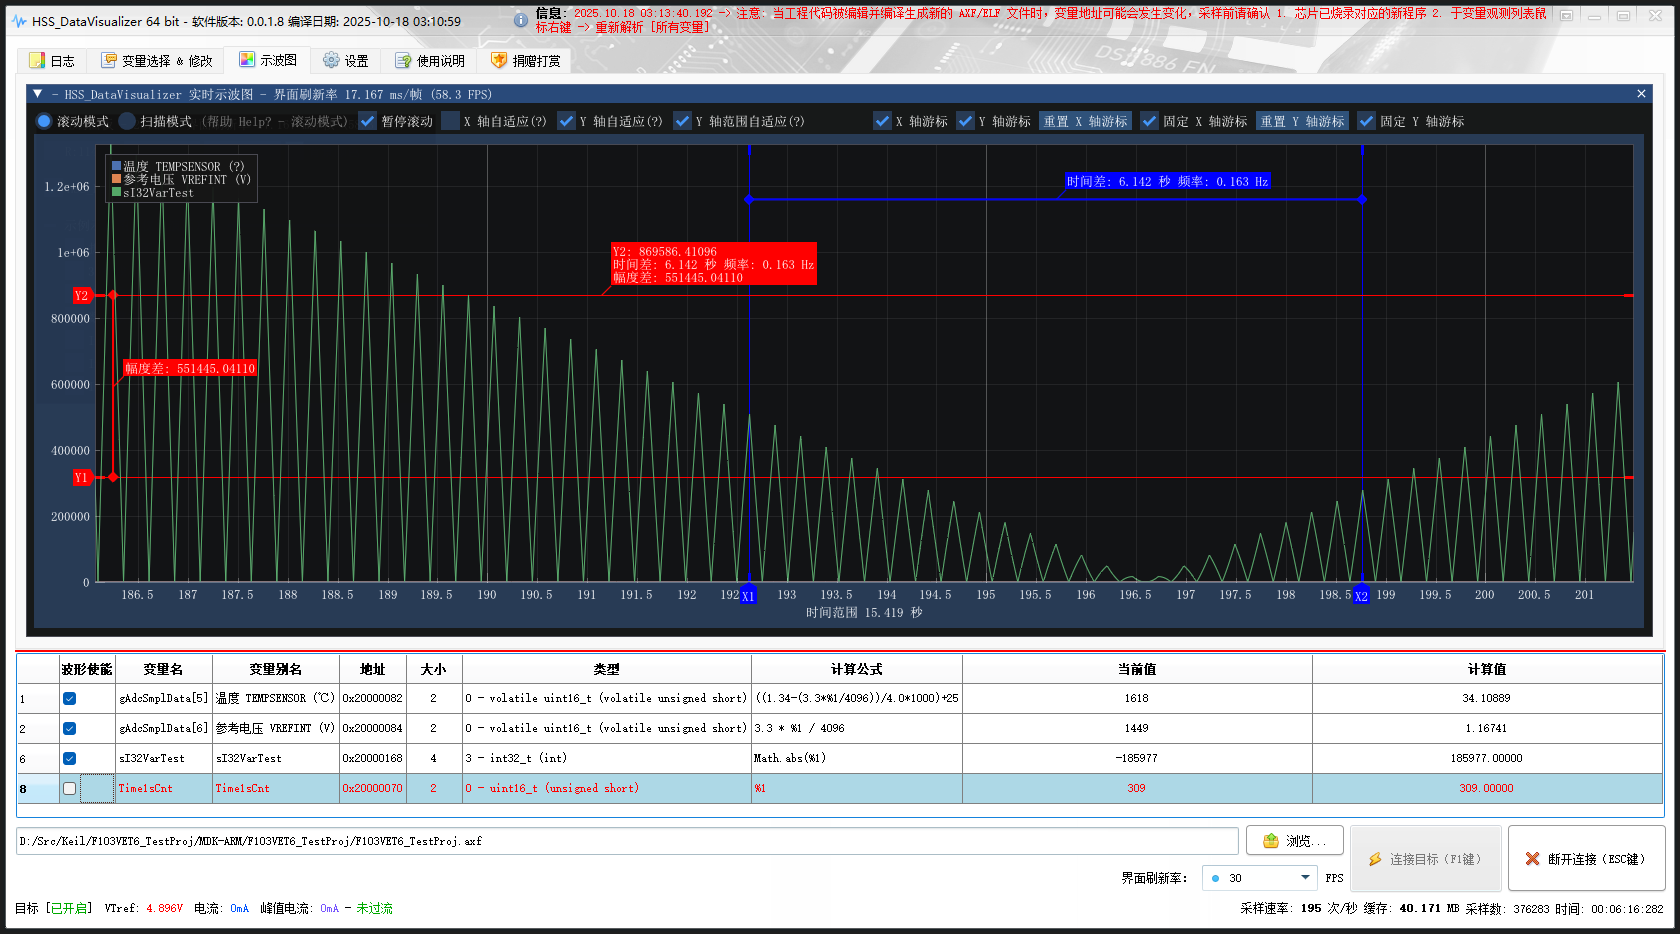 HSS_DataVisualizer 64 bit - 软件版本: 0.0.1.8 编译日期: 2025-10-18 03:10:59
信息: 2025.10.18 03:13:40.192 -> 注意: 当工程代码被编辑并编译生成新的 AXF/ELF 文件时, 变量地址可能会发生变化, 采样前请确认 1. 芯片已烧录对应的新程序 2. 于变量观测列表鼠
标右键 -> 重新解析 [所有变量]
日志 变量选择 & 修改 示波图 设置 使用说明 捐赠打赏
- HSS_DataVisualizer 实时示波图 - 界面刷新率 17.167 ms/帧 (58.3 FPS)
滚动模式 扫描模式 (帮助 Help? - 滚动模式) 暂停滚动 X 轴自适应(?) Y 轴自适应(?) Y 轴范围自适应(?) X 轴游标 Y 轴游标 重置 X 轴游标 固定 X 轴游标 重置 Y 轴游标 固定 Y 轴游标
温度 TEMPSENSOR (?)
参考电压 VREFINT (V)
sI32VarTest
1.2e+06
1e+06
800000
600000
400000
200000
0
时间差: 6.142 秒 频率: 0.163 Hz
Y2: 869586.41096
时间差: 6.142 秒 频率: 0.163 Hz
幅度差: 551445.04110
Y2
幅度差: 551445.04110
Y1
186.5 187 187.5 188 188.5 189 189.5 190 190.5 191 191.5 192 192 X1 193 193.5 194 194.5 195 195.5 196 196.5 197 197.5 198 198.5 X2 199 199.5 200 200.5 201
时间范围 15.419 秒
波形使能 变量名 变量别名 地址 大小 类型 计算公式 当前值 计算值
1 gAdcSmplData[5] 温度 TEMPSENSOR (℃) 0x20000082 2 0 - volatile uint16_t (volatile unsigned short) ((1.34-(3.3*%1/4096))/4.0*1000)+25 1618 34.10889
2 gAdcSmplData[6] 参考电压 VREFINT (V) 0x20000084 2 0 - volatile uint16_t (volatile unsigned short) 3.3 * %1 / 4096 1449 1.16741
6 sI32VarTest sI32VarTest 0x20000168 4 3 - int32_t (int) Math.abs(%1) -185977 185977.00000
8 Time1sCnt Time1sCnt 0x20000070 2 0 - uint16_t (unsigned short) %1 309 309.00000
D:/Src/Keil/F103VET6_TestProj/MDK-ARM/F103VET6_TestProj/F103VET6_TestProj.axf
浏览... 连接目标 (F1键) 断开连接 (ESC键)
界面刷新率: 30 FPS
目标 [已开启] VTref: 4.896V 电流: 0mA 峰值电流: 0mA - 未过流
采样速率: 195 次/秒 缓存: 40.171 MB 采样数: 376283 时间: 00:06:16:282